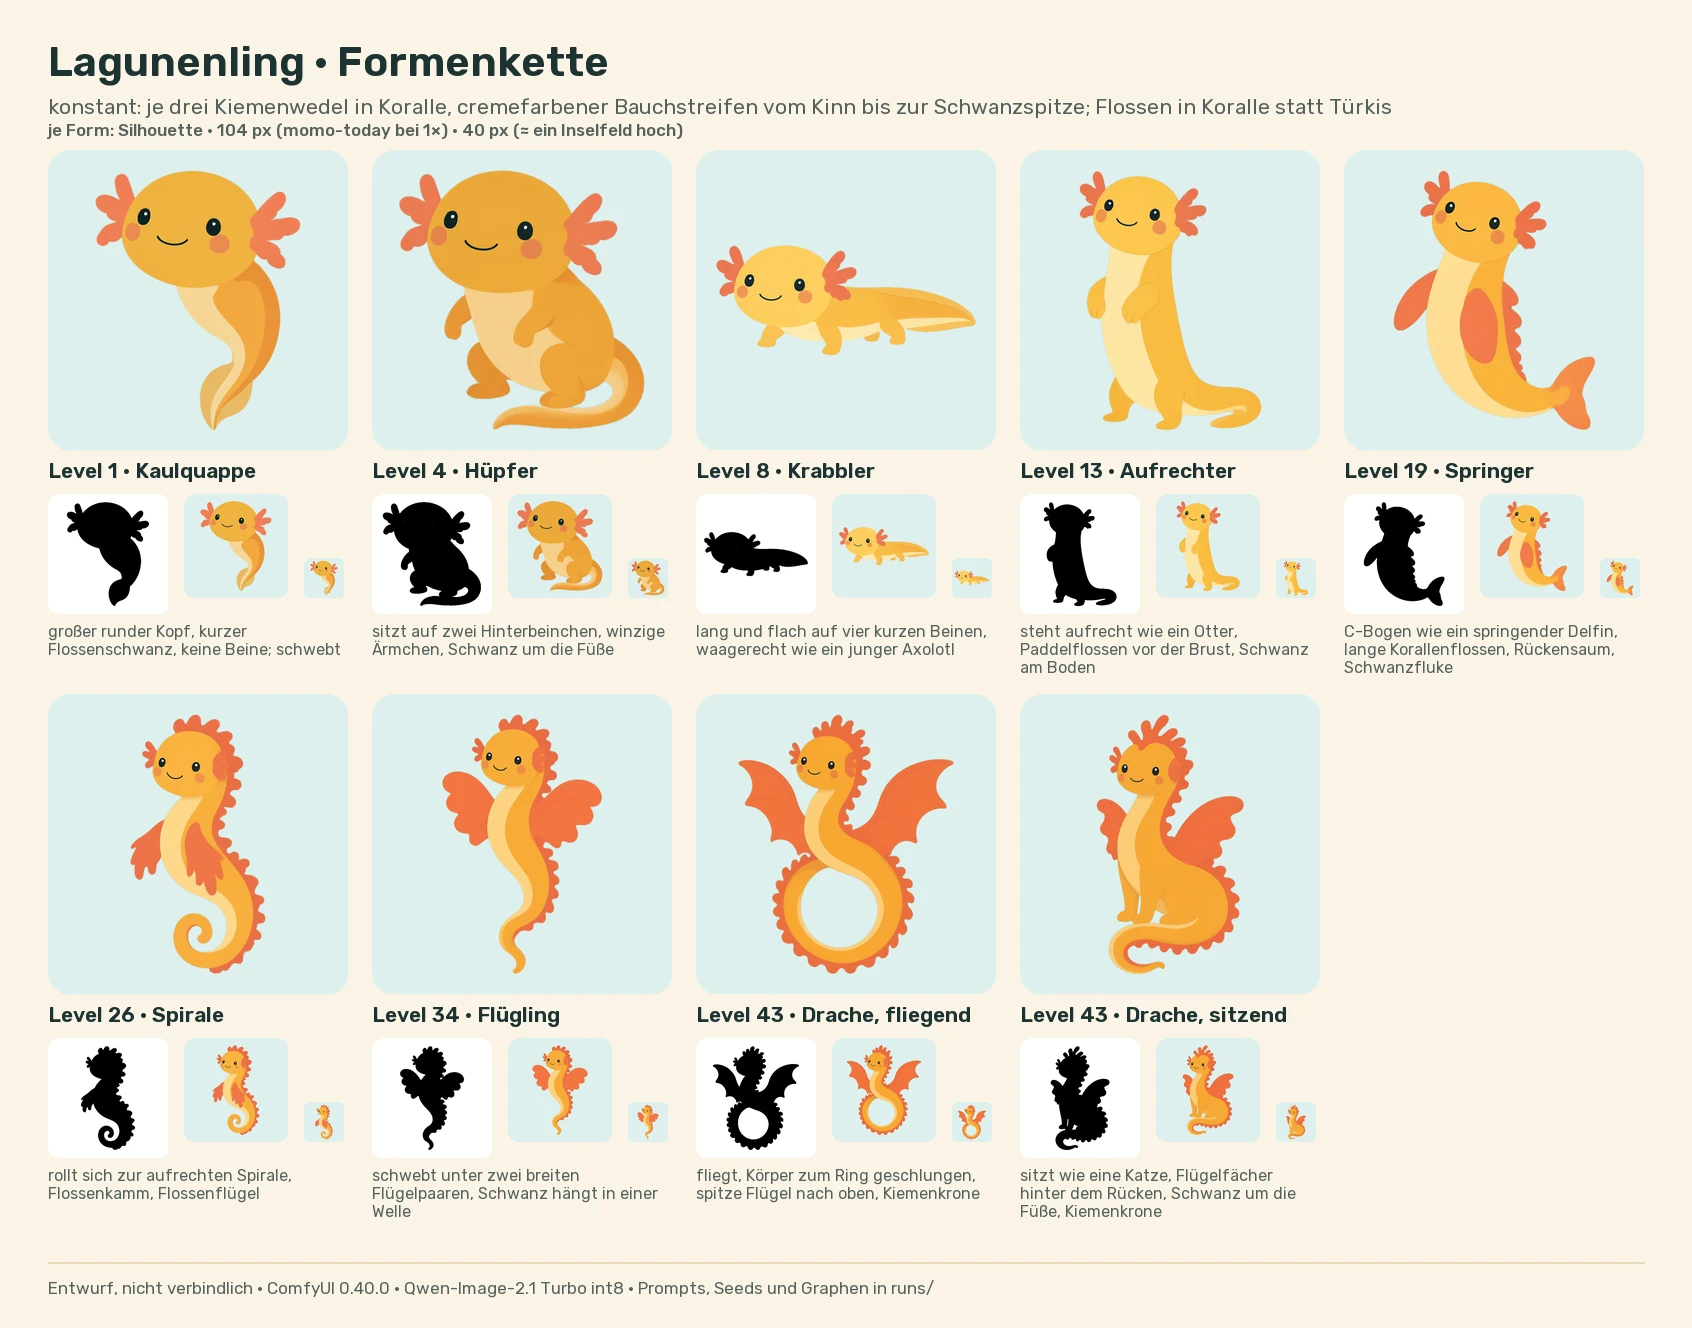 Lagunenling • Formenkette
konstant: je drei Kiemenwedel in Koralle, cremefarbener Bauchstreifen vom Kinn bis zur Schwanzspitze; Flossen in Koralle statt Türkis
je Form: Silhouette • 104 px (momo-today bei 1×) • 40 px (≈ ein Inselfeld hoch)
Level 1 • Kaulquappe
großer runder Kopf, kurzer
Flossenschwanz, keine Beine; schwebt
Level 4 • Hüpfer
sitzt auf zwei Hinterbeinchen, winzige
Ärmchen, Schwanz um die Füße
Level 8 • Krabbler
lang und flach auf vier kurzen Beinen,
waagerecht wie ein junger Axolotl
Level 13 • Aufrechter
steht aufrecht wie ein Otter,
Paddelflossen vor der Brust, Schwanz
am Boden
Level 19 • Springer
C-Bogen wie ein springender Delfin,
lange Korallenflossen, Rückensaum,
Schwanzfluke
Level 26 • Spirale
rollt sich zur aufrechten Spirale,
Flossenkamm, Flossenflügel
Level 34 • Flügling
schwebt unter zwei breiten
Flügelpaaren, Schwanz hängt in einer
Welle
Level 43 • Drache, fliegend
fliegt, Körper zum Ring geschlungen,
spitze Flügel nach oben, Kiemenkrone
Level 43 • Drache, sitzend
sitzt wie eine Katze, Flügelfächer
hinter dem Rücken, Schwanz um die
Füße, Kiemenkrone
Entwurf, nicht verbindlich • ComfyUI 0.40.0 • Qwen-Image-2.1 Turbo int8 • Prompts, Seeds und Graphen in runs/